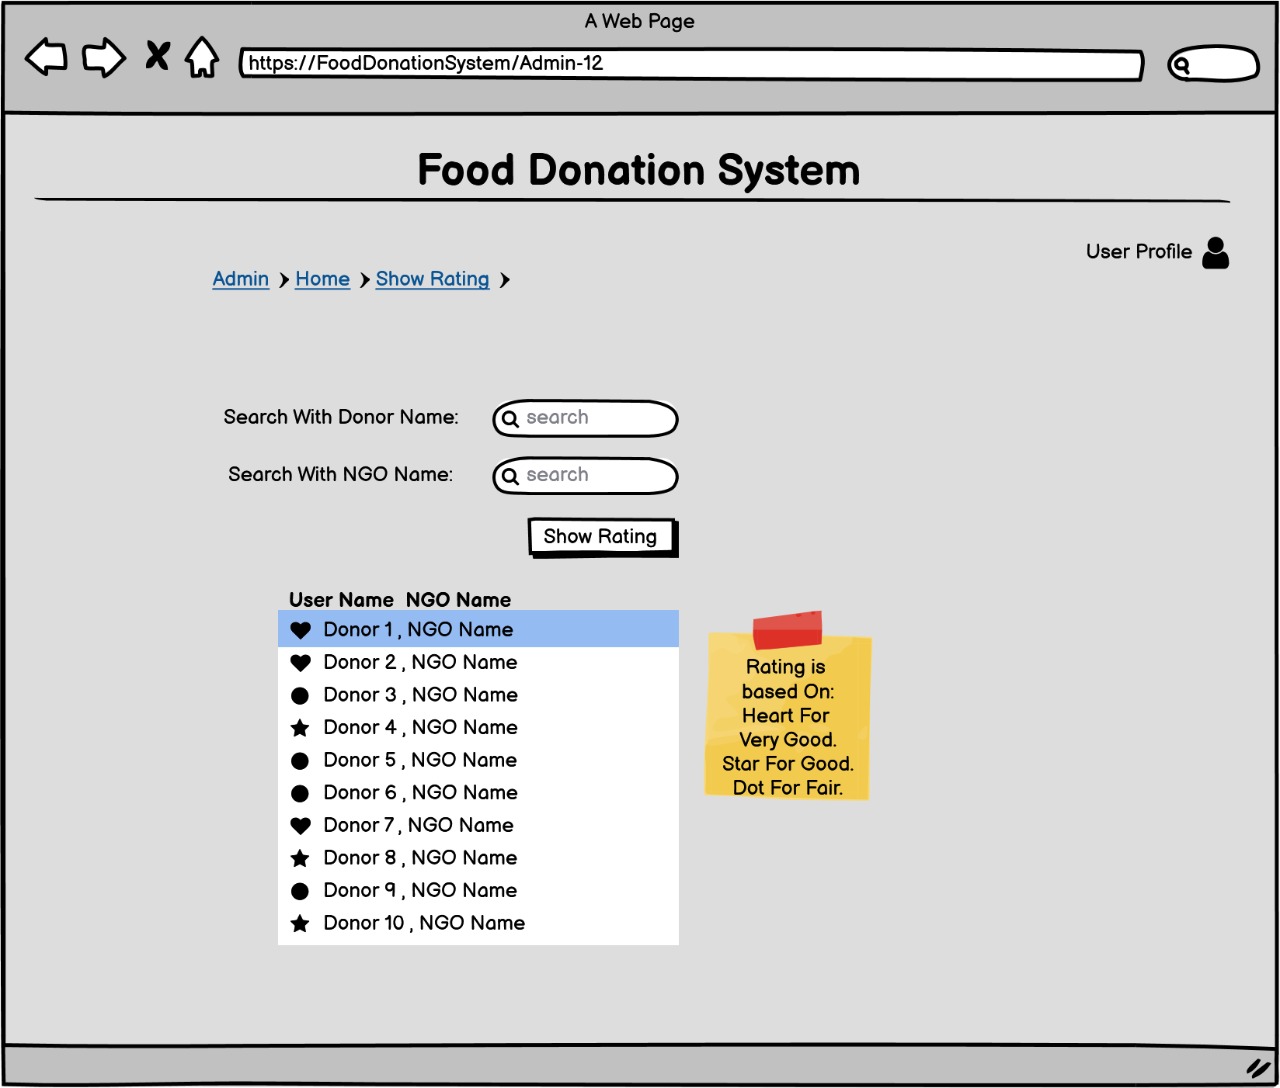 A Web Page
https://FoodDonationSystem/Admin-12
Food Donation System
User Profile
Admin Home Show Rating
Search With Donor Name: search
Search With NGO Name: search
Show Rating
User Name NGO Name
Donor 1 , NGO Name
Donor 2 , NGO Name
Donor 3 , NGO Name
Donor 4 , NGO Name
Donor 5 , NGO Name
Donor 6 , NGO Name
Donor 7 , NGO Name
Donor 8 , NGO Name
Donor 9 , NGO Name
Donor 10 , NGO Name
Rating is
based On:
Heart For
Very Good.
Star For Good.
Dot For Fair.